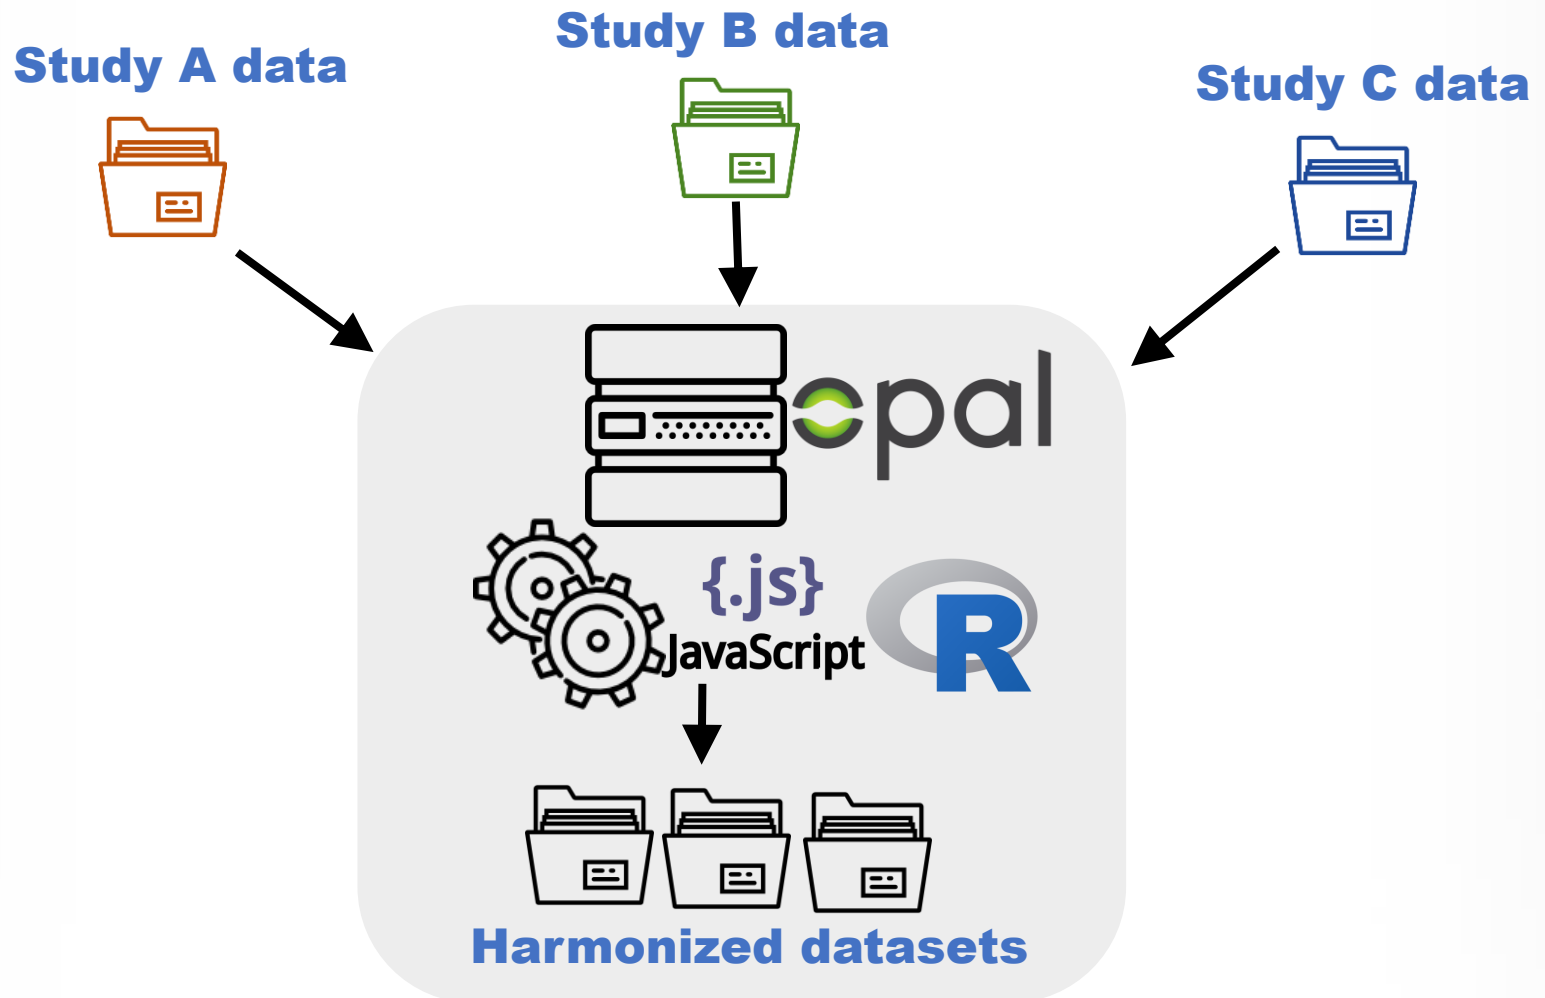 Study B data
Study A data
Study C data
opal
{.js}
JavaScript
R
Harmonized datasets